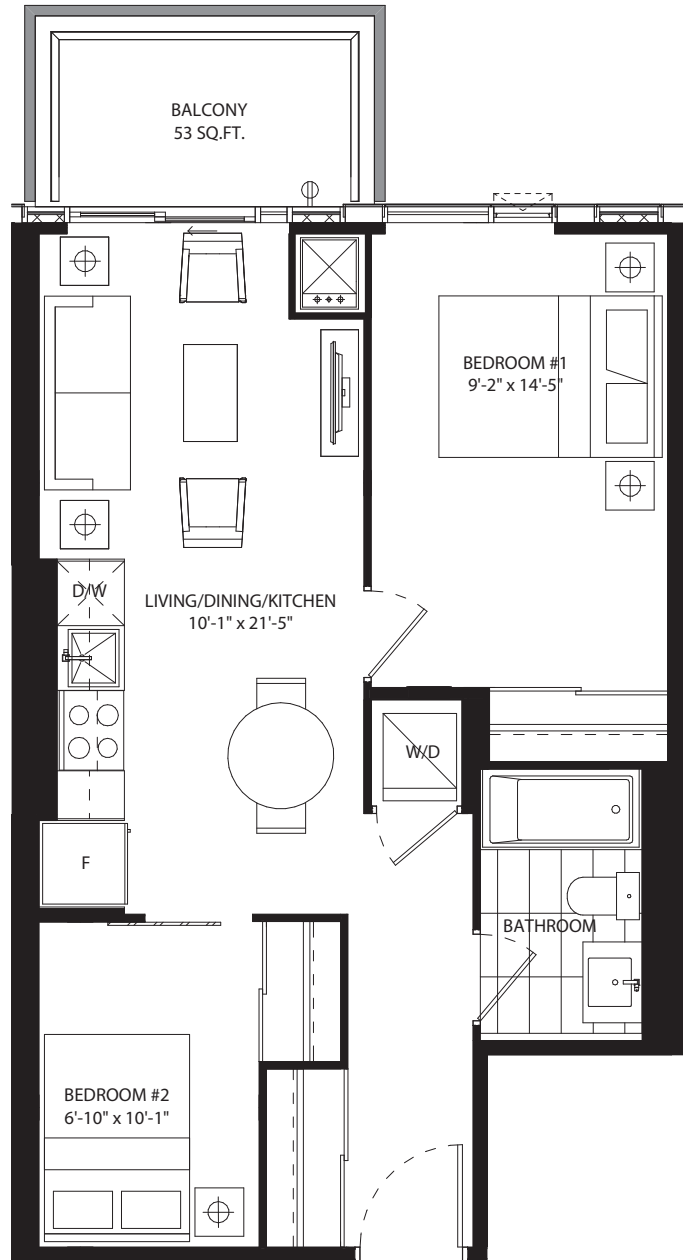 BALCONY
53 SQ.FT.
BEDROOM #1
9'-2" x 14'-5"
D/W
LIVING/DINING/KITCHEN
10'-1" x 21'-5"
W/D
F
BATHROOM
BEDROOM #2
6'-10" x 10'-1"